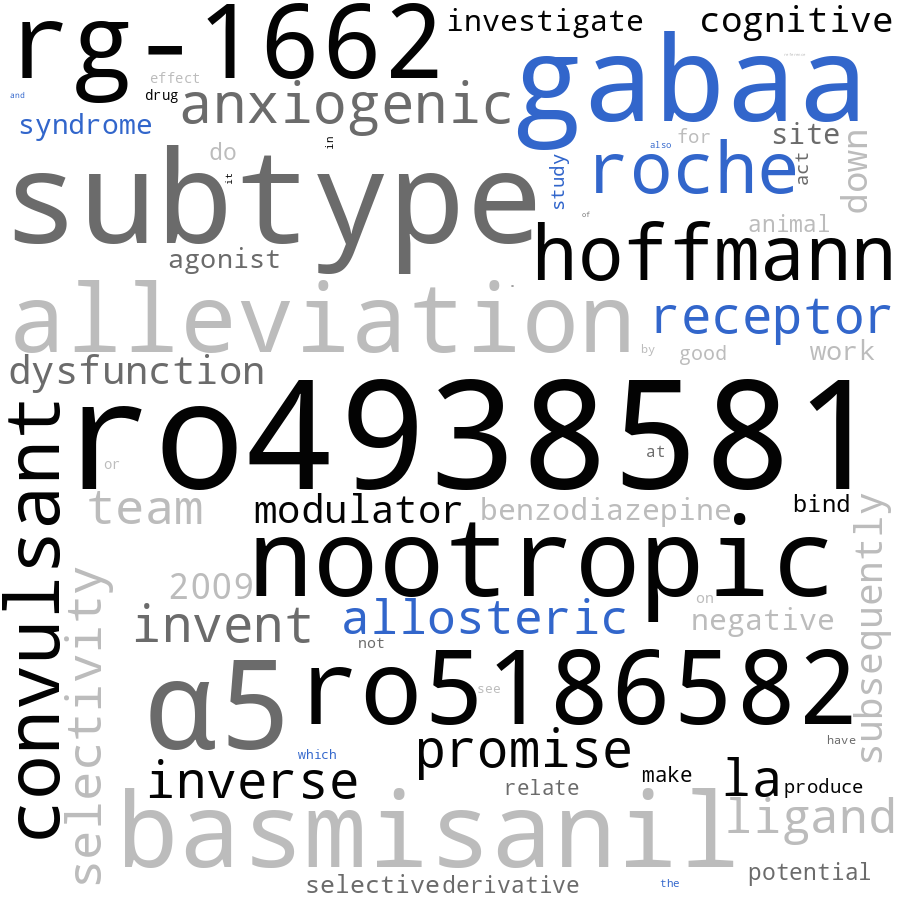 rg-1662
investigate
cognitive
gabaa
effect
and
drug
anxiogenic
syndrome
site
for
down
in
do
also
roche
act
study
it
subtype
of
animal
hoffmann
agonist
alleviation
receptor
by
good
work
dysfunction
ro4938581
convulsant
at
or
team
modulator
benzodiazepine
bind
subsequently
nootropic
2009
selectivity
on
invent
allosteric
negative
not
α5
ro5186582
see
promise
have
which
inverse
make
la
produce
relate
basmisanil
ligand
potential
selective
derivative
the